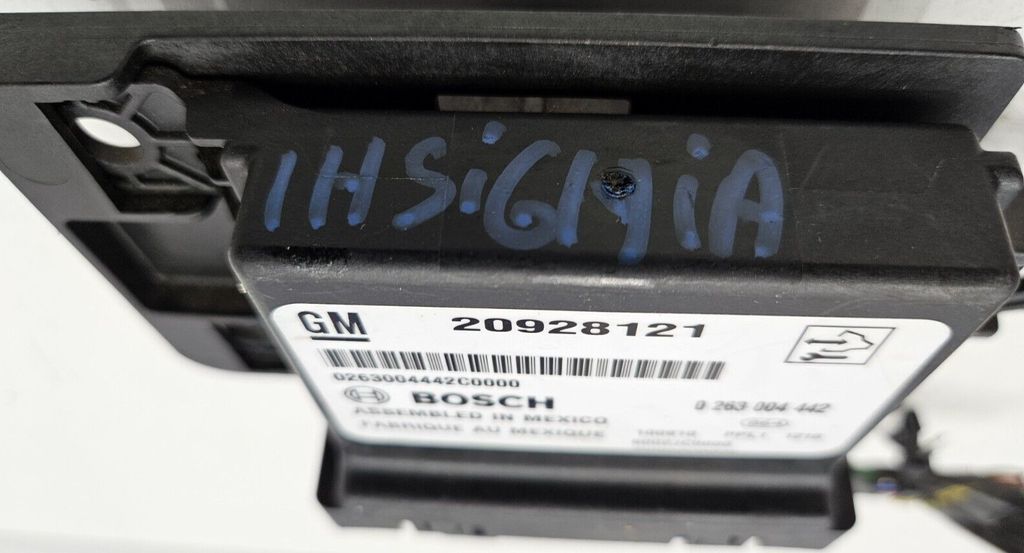 IHSiGNiA
GM 20928121
0263004442C0000
BOSCH 0 263 004 442
ASSEMBLED IN MEXICO
FABRIQUE AU MEXIQUE